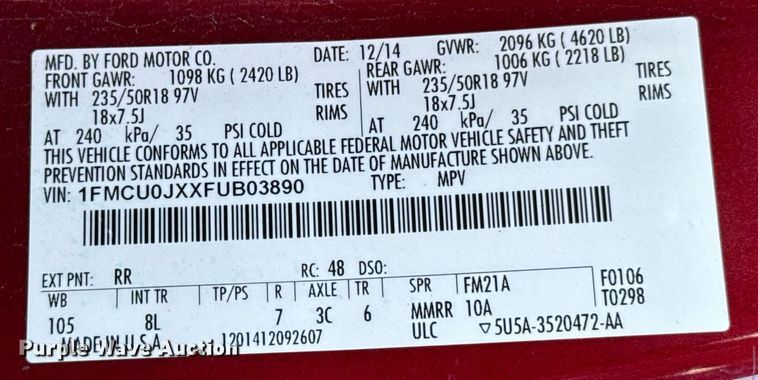 MFD. BY FORD MOTOR CO. DATE: 12/14 GVWR: 2096 KG ( 4620 LB)
FRONT GAWR: 1098 KG ( 2420 LB) REAR GAWR: 1006 KG ( 2218 LB)
WITH 235/50R18 97V TIRES WITH 235/50R18 97V TIRES
18x7.5J RIMS 18x7.5J RIMS
AT 240 kPa/ 35 PSI COLD AT 240 kPa/ 35 PSI COLD
THIS VEHICLE CONFORMS TO ALL APPLICABLE FEDERAL MOTOR VEHICLE SAFETY AND THEFT
PREVENTION STANDARDS IN EFFECT ON THE DATE OF MANUFACTURE SHOWN ABOVE.
VIN: 1FMCU0JXXFUB03890 TYPE: MPV
EXT PNT: RR RC: 48 DSO:
WB INT TR TP/PS R AXLE TR SPR FM21A F0106
105 8L 7 3C 6 MMRR 10A T0298
MADE IN U.S.A. 1201412092607 ULC ▽5U5A-3520472-AA
Purple Wave Auction